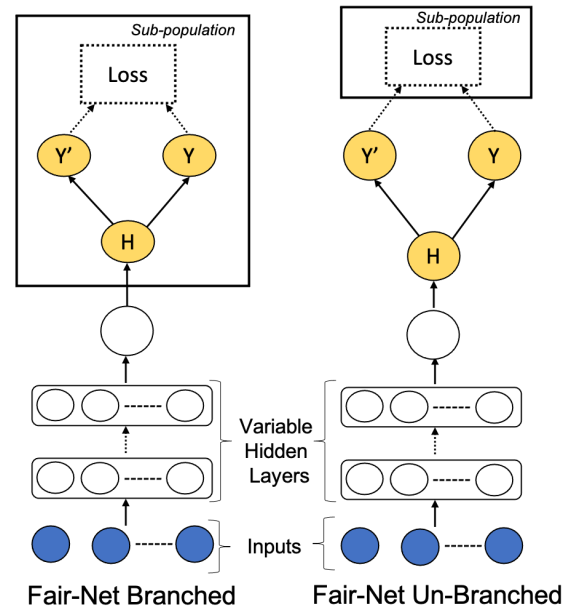 Sub-population
Loss
Y'
Y
H
Sub-population
Loss
Y'
Y
H
Variable
Hidden
Layers
Inputs
Fair-Net Branched
Fair-Net Un-Branched